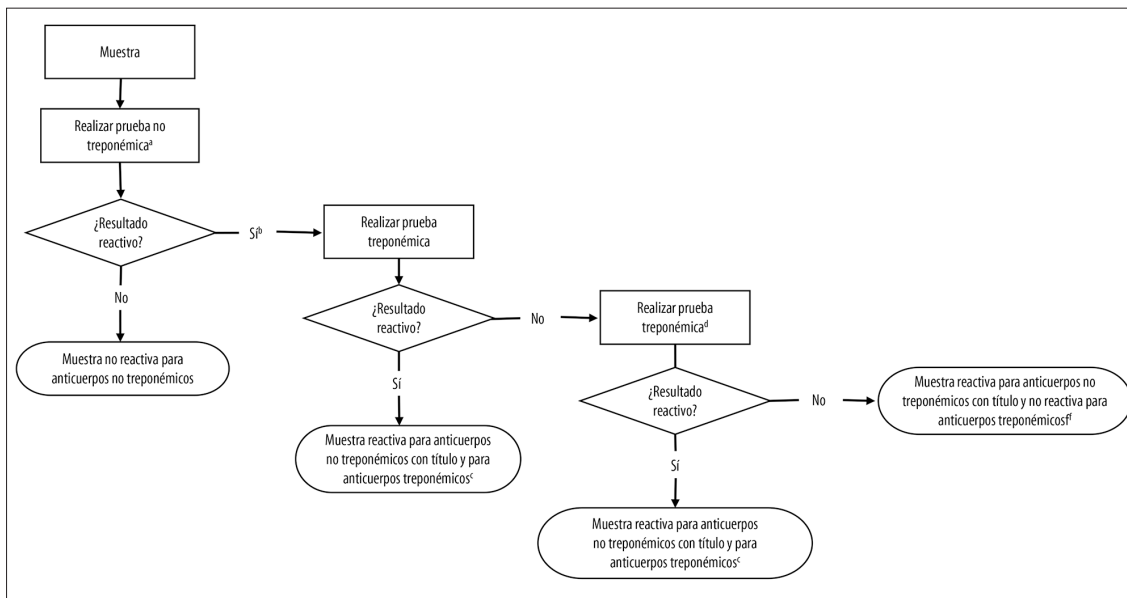 Muestra
Realizar prueba no
treponémicaᵃ
¿Resultado
reactivo?
Síᵇ
Realizar prueba
treponémica
No
¿Resultado
reactivo?
No
Realizar prueba
treponémicaᵈ
Muestra no reactiva para
anticuerpos no treponémicos
Sí
¿Resultado
reactivo?
No
Muestra reactiva para anticuerpos no
treponémicos con título y no reactiva para
anticuerpos treponémicosfᶠ
Muestra reactiva para anticuerpos
no treponémicos con título y para
anticuerpos treponémicosᶜ
Sí
Muestra reactiva para anticuerpos
no treponémicos con título y para
anticuerpos treponémicosᶜ